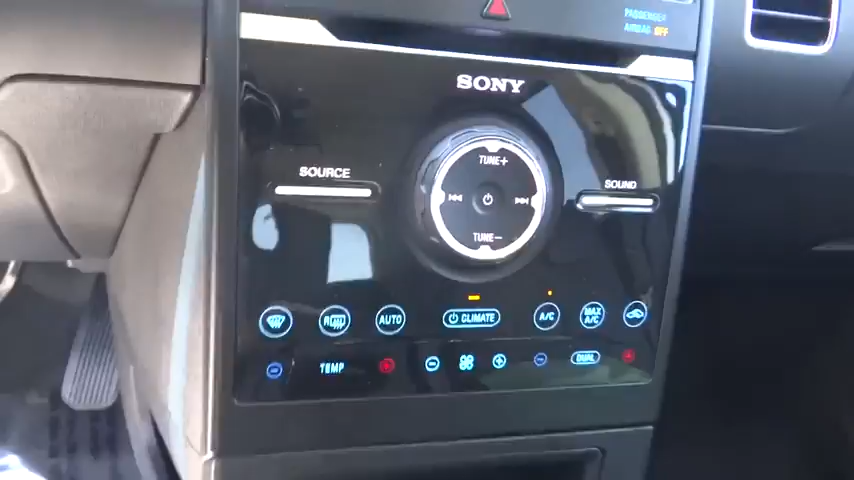 PASSENGER
AIRBAG OFF
SONY
TUNE+
SOURCE
SOUND
TUNE-
R
AUTO
CLIMATE
A/C
MAX
A/C
TEMP
DUAL